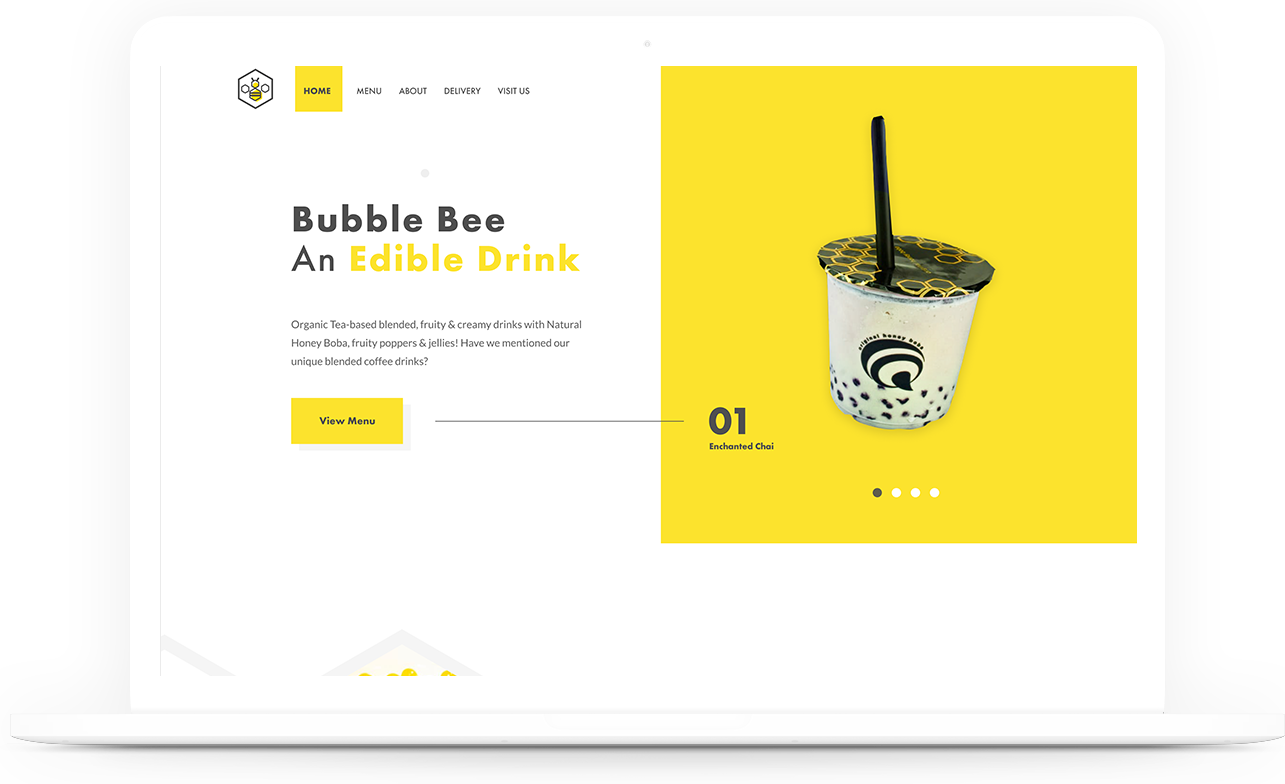 HOME MENU ABOUT DELIVERY VISIT US
Bubble Bee
An Edible Drink
Organic Tea-based blended, fruity & creamy drinks with Natural
Honey Boba, fruity poppers & jellies! Have we mentioned our
unique blended coffee drinks?
View Menu
original honey boba
01
Enchanted Chai